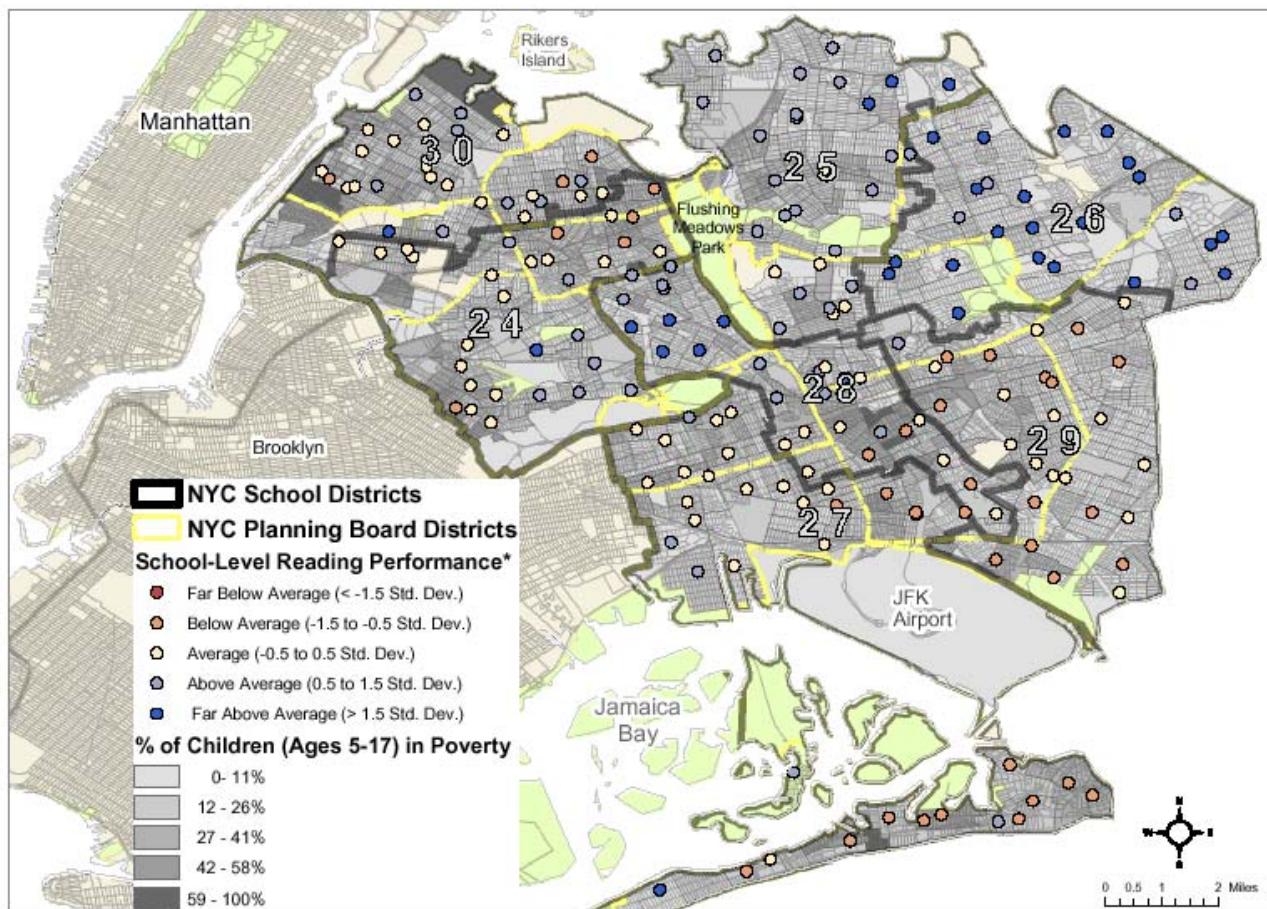 Rikers
Island
Manhattan
30
25
Flushing
Meadows
Park
26
24
28
Brooklyn
29
27
NYC School Districts
NYC Planning Board Districts
School-Level Reading Performance*
Far Below Average (< -1.5 Std. Dev.)
Below Average (-1.5 to -0.5 Std. Dev.)
Average (-0.5 to 0.5 Std. Dev.)
Above Average (0.5 to 1.5 Std. Dev.)
Far Above Average (> 1.5 Std. Dev.)
% of Children (Ages 5-17) in Poverty
0- 11%
12 - 26%
27 - 41%
42 - 58%
59 - 100%
JFK
Airport
Jamaica
Bay
N
W E
S
0 0.5 1 2 Miles